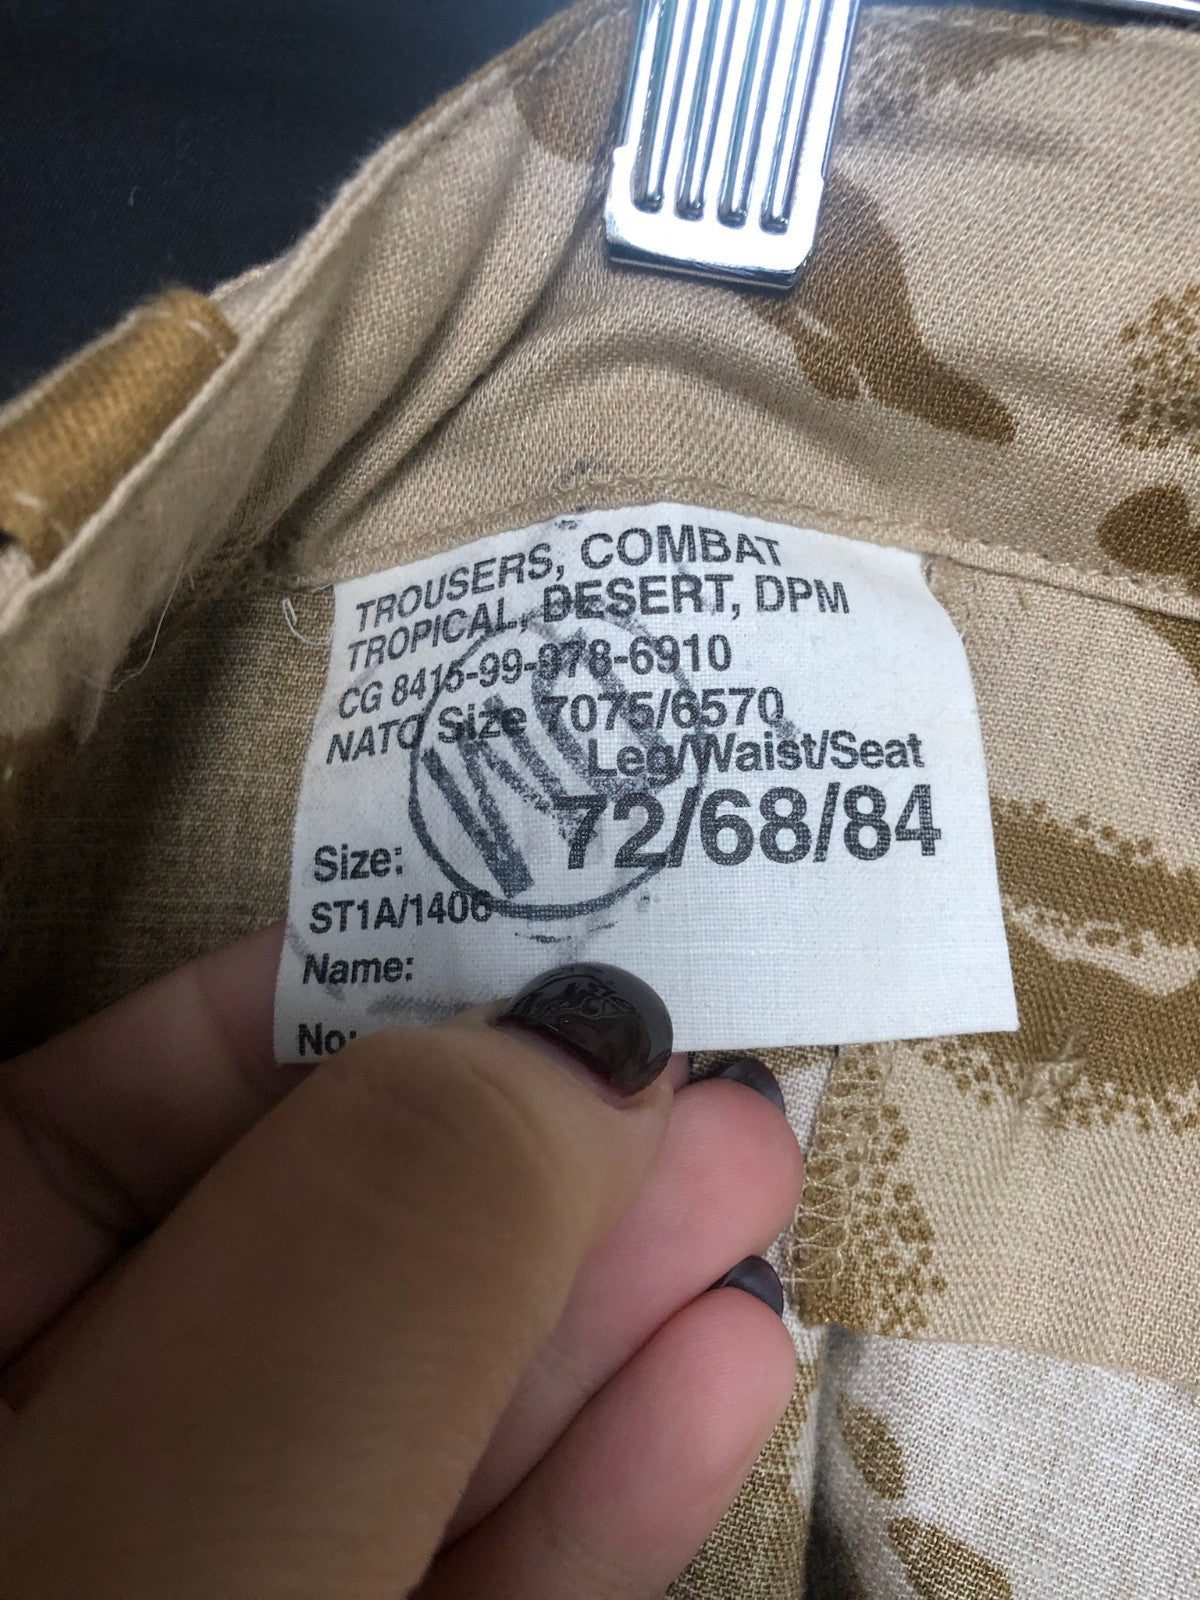 TROUSERS, COMBAT
TROPICAL, DESERT, DPM
CG 8415-99-978-6910
NATO Size 7075/6570
Leg/Waist/Seat
Size: 72/68/84
ST1A/1406
Name:
No: